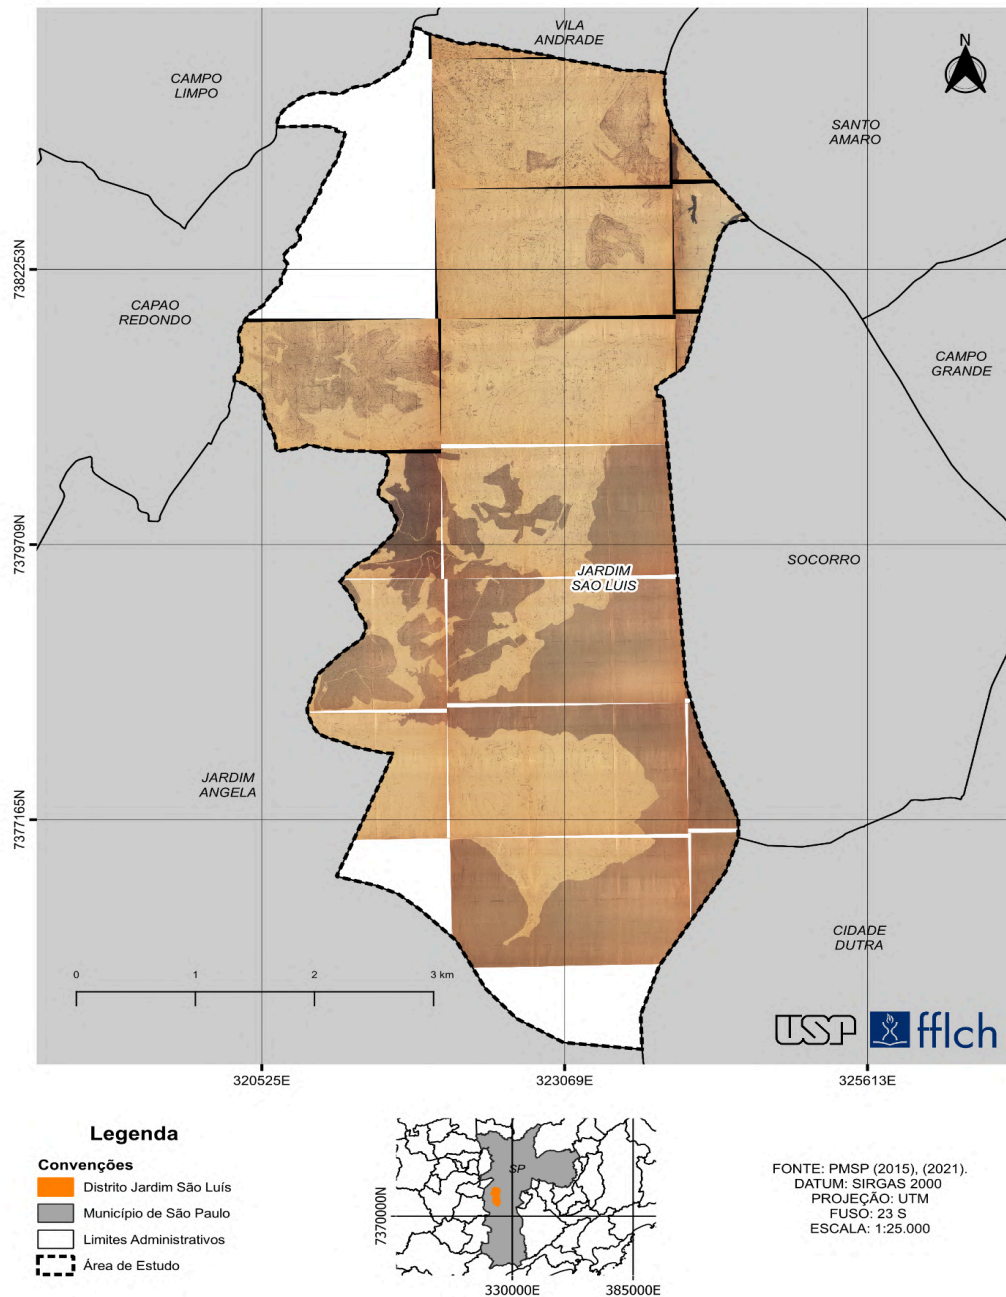 VILA
ANDRADE
N
CAMPO
LIMPO
SANTO
AMARO
7382253N
CAPAO
REDONDO
CAMPO
GRANDE
7379709N
SOCORRO
JARDIM
SAO LUIS
JARDIM
ANGELA
7377165N
CIDADE
DUTRA
0 1 2 3 km
USP fflch
320525E 323069E 325613E
Legenda
Convenções
Distrito Jardim São Luís
Município de São Paulo
Limites Administrativos
Área de Estudo
SP
7370000N
330000E 385000E
FONTE: PMSP (2015), (2021).
DATUM: SIRGAS 2000
PROJEÇÃO: UTM
FUSO: 23 S
ESCALA: 1:25.000